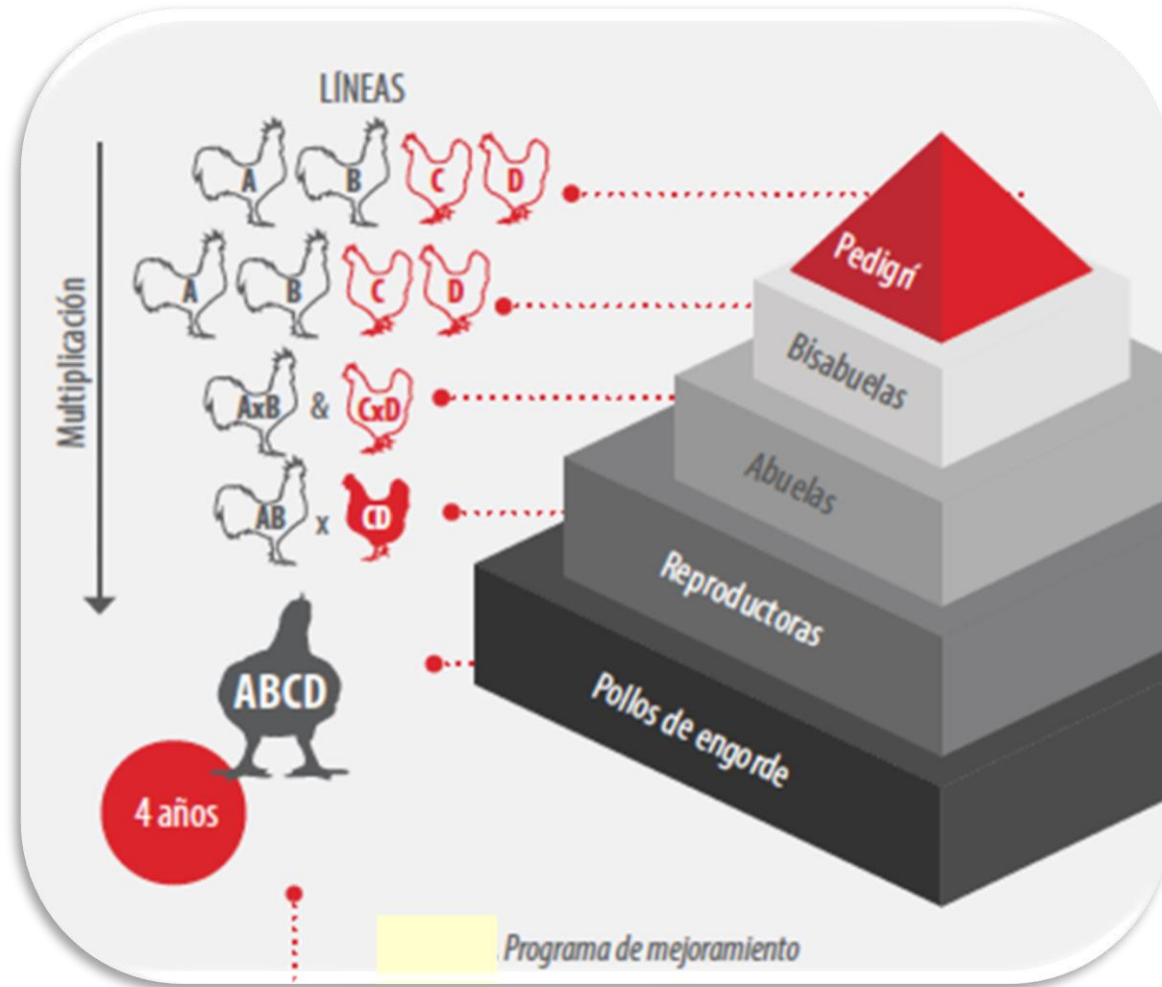 LÍNEAS
A B C D
Pedigrí
A B C D
Bisabuelas
AxB & CxD
Abuelas
AB x CD
Reproductoras
ABCD
Pollos de engorde
Multiplicación
4 años
Programa de mejoramiento